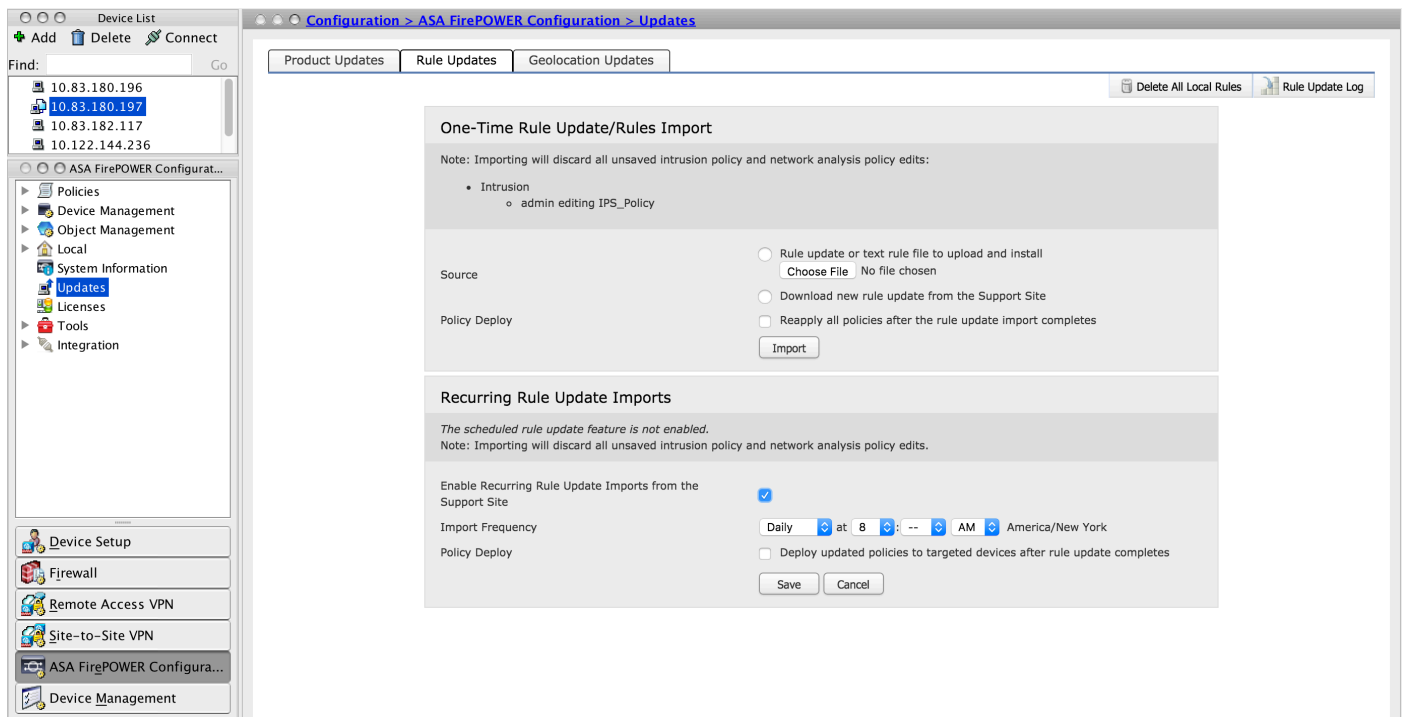 Device List
Add Delete Connect
Find: Go
10.83.180.196
10.83.180.197
10.83.182.117
10.122.144.236
ASA FirePOWER Configurat...
Policies
Device Management
Object Management
Local
System Information
Updates
Licenses
Tools
Integration
Device Setup
Firewall
Remote Access VPN
Site-to-Site VPN
ASA FirePOWER Configura...
Device Management
Configuration > ASA FirePOWER Configuration > Updates
Product Updates Rule Updates Geolocation Updates
Delete All Local Rules Rule Update Log
One-Time Rule Update/Rules Import
Note: Importing will discard all unsaved intrusion policy and network analysis policy edits:
• Intrusion
o admin editing IPS_Policy
Source
Rule update or text rule file to upload and install
Choose File No file chosen
Download new rule update from the Support Site
Policy Deploy Reapply all policies after the rule update import completes
Import
Recurring Rule Update Imports
The scheduled rule update feature is not enabled.
Note: Importing will discard all unsaved intrusion policy and network analysis policy edits.
Enable Recurring Rule Update Imports from the
Support Site
Import Frequency Daily at 8 : -- AM America/New York
Policy Deploy Deploy updated policies to targeted devices after rule update completes
Save Cancel